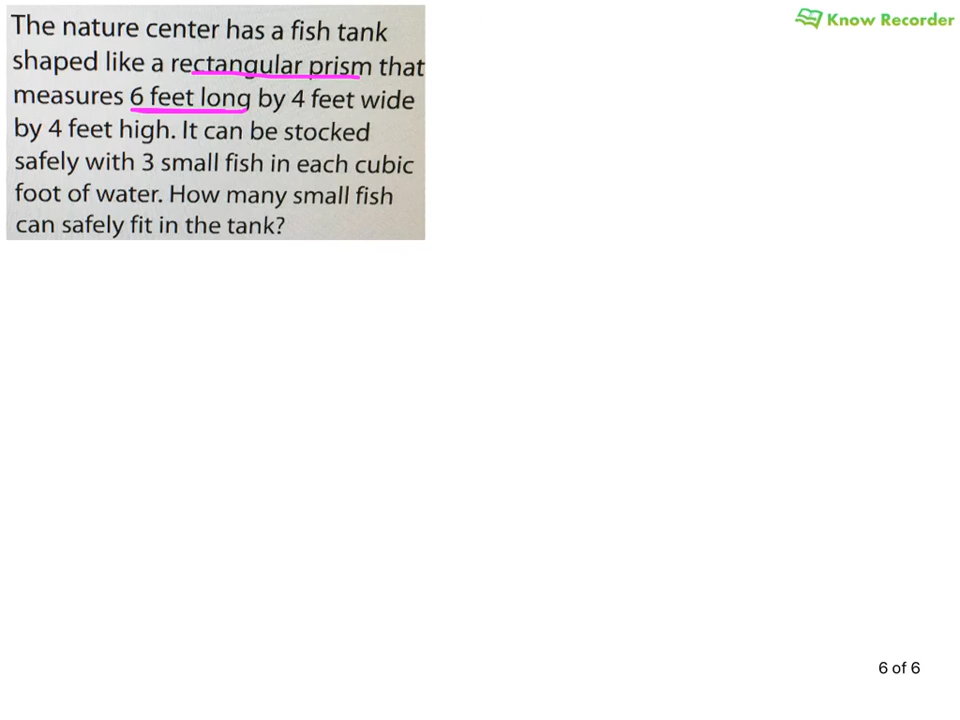 The nature center has a fish tank
shaped like a rectangular prism that
measures 6 feet long by 4 feet wide
by 4 feet high. It can be stocked
safely with 3 small fish in each cubic
foot of water. How many small fish
can safely fit in the tank?
Know Recorder
6 of 6